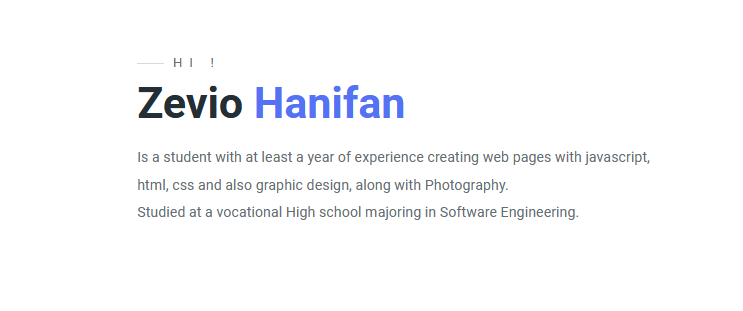 HI !
Zevio Hanifan
Is a student with at least a year of experience creating web pages with javascript,
html, css and also graphic design, along with Photography.
Studied at a vocational High school majoring in Software Engineering.